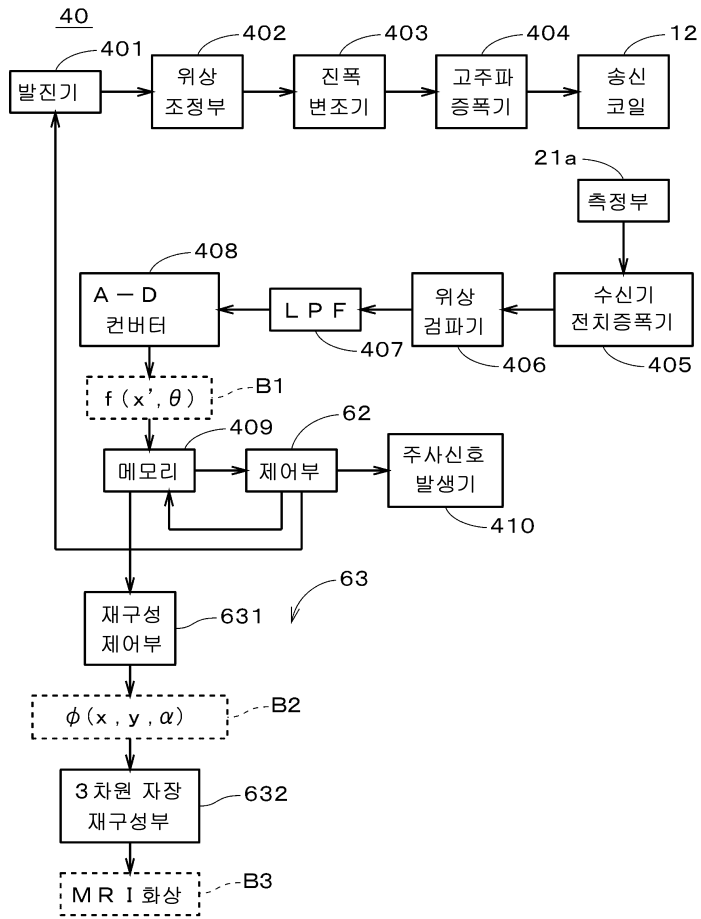 40
401
402
403
404
12
발진기
위상
조정부
진폭
변조기
고주파
증폭기
송신
코일
21a
측정부
408
A-D
컨버터
LPF
407
위상
검파기
406
수신기
전치증폭기
405
f(x',θ)
B1
409
62
메모리
제어부
주사신호
발생기
410
63
재구성
제어부
631
φ(x,y,α)
B2
3차원 자장
재구성부
632
MRI화상
B3